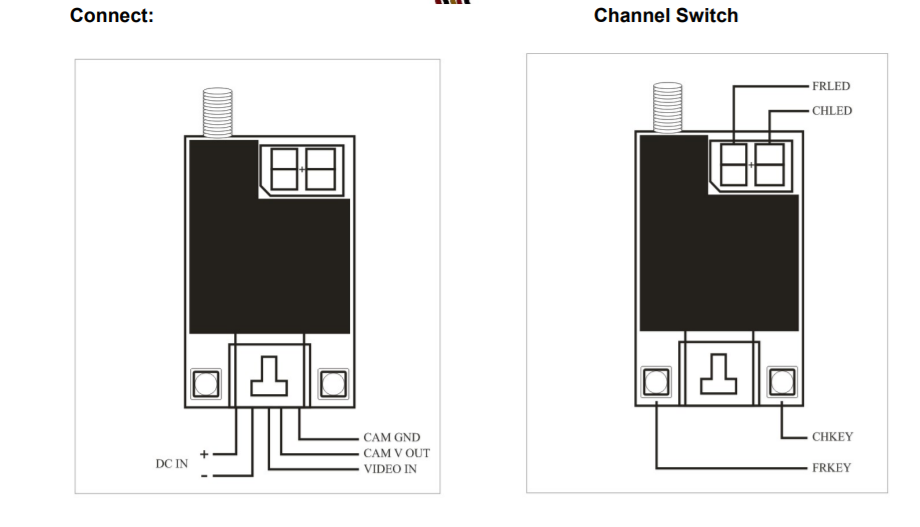 Connect:
Channel Switch
CAM GND
CAM V OUT
VIDEO IN
DC IN
+
-
FRLED
CHLED
CHKEY
FRKEY